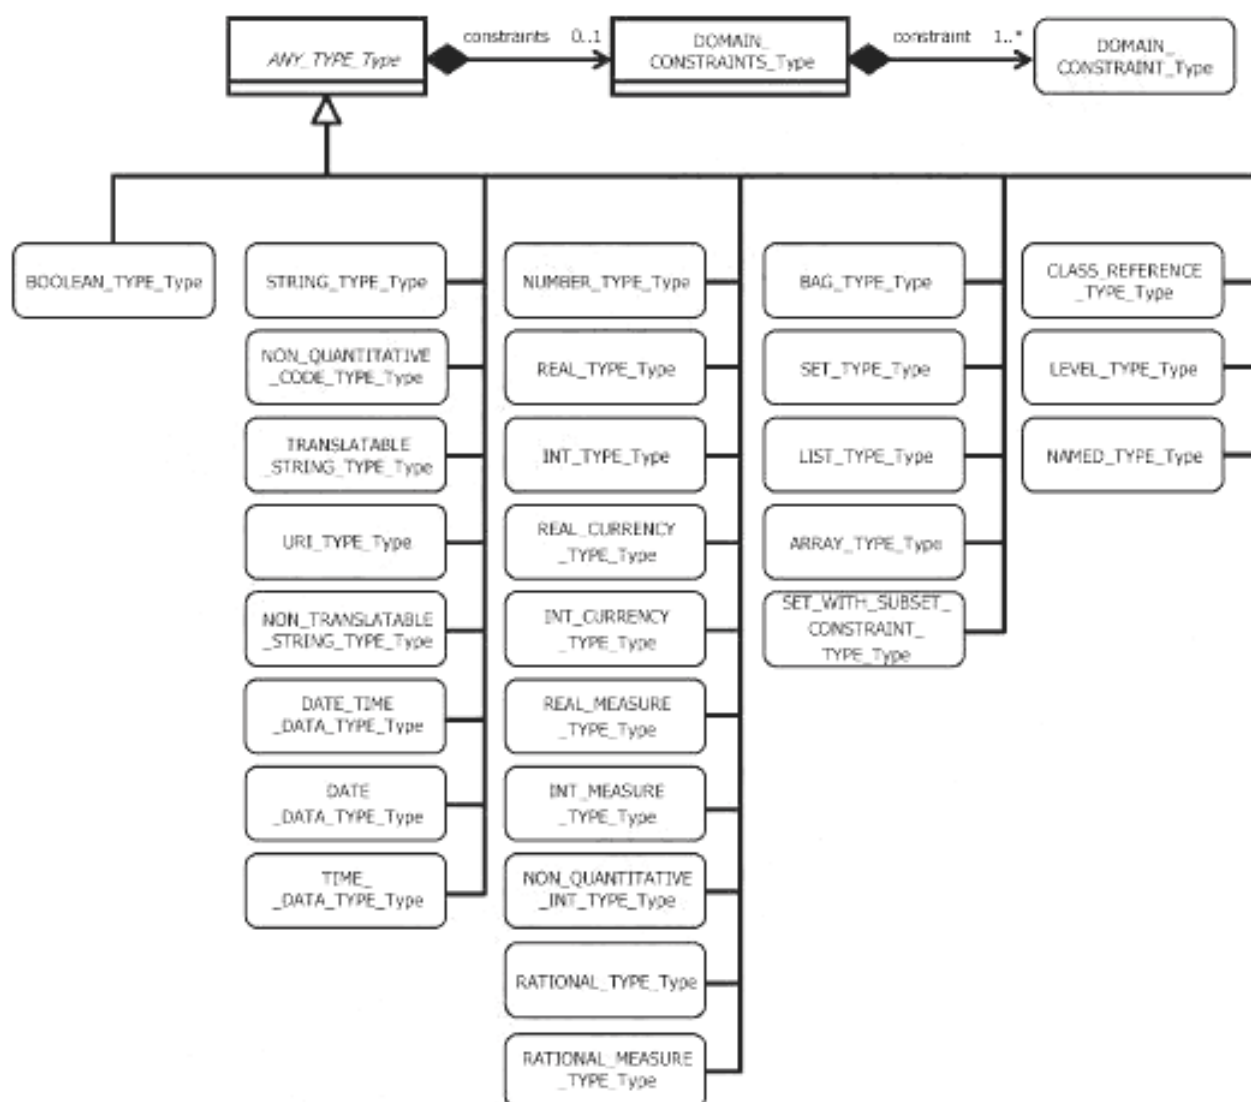 ANY_TYPE_Type
constraints 0..1
DOMAIN_
CONSTRAINTS_Type
constraint 1..*
DOMAIN_
CONSTRAINT_Type
BOOLEAN_TYPE_Type
STRING_TYPE_Type
NON_QUANTITATIVE
_CODE_TYPE_Type
TRANSLATABLE
_STRING_TYPE_Type
URI_TYPE_Type
NON_TRANSLATABLE
_STRING_TYPE_Type
DATE_TIME
_DATA_TYPE_Type
DATE
_DATA_TYPE_Type
TIME_
_DATA_TYPE_Type
NUMBER_TYPE_Type
REAL_TYPE_Type
INT_TYPE_Type
REAL_CURRENCY
_TYPE_Type
INT_CURRENCY
_TYPE_Type
REAL_MEASURE
_TYPE_Type
INT_MEASURE
_TYPE_Type
NON_QUANTITATIVE
_INT_TYPE_Type
RATIONAL_TYPE_Type
RATIONAL_MEASURE
_TYPE_Type
BAG_TYPE_Type
SET_TYPE_Type
LIST_TYPE_Type
ARRAY_TYPE_Type
SET_WITH_SUBSET_
CONSTRAINT_
TYPE_Type
CLASS_REFERENCE
_TYPE_Type
LEVEL_TYPE_Type
NAMED_TYPE_Type